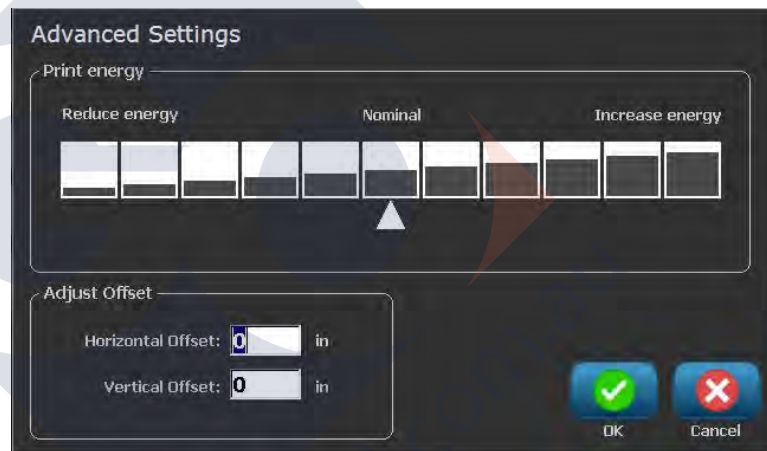 Advanced Settings
Print energy
Reduce energy Nominal Increase energy
Adjust Offset
Horizontal Offset: 0 in
Vertical Offset: 0 in
OK Cancel